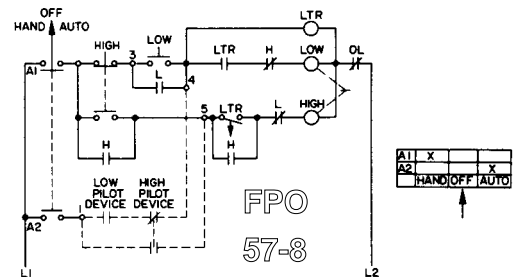 OFF
HAND AUTO
LTR
HIGH
3
LOW
LTR
H
LOW
OL
A1
L
4
5
LTR
L
HIGH
H
H
LOW
PILOT
DEVICE
HIGH
PILOT
DEVICE
A2
FPO
57-8
L1
L2
A1 X
A2 X
HAND OFF AUTO